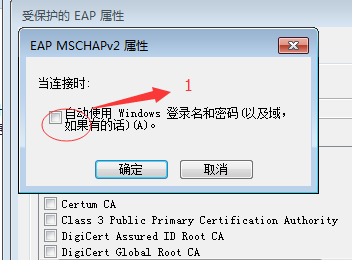 受保护的 EAP 属性
EAP MSCHAPv2 属性
当连接时:
1
自动使用 Windows 登录名和密码(以及域,
如果有的话)(A)。
确定
取消
Certum CA
Class 3 Public Primary Certification Authority
DigiCert Assured ID Root CA
DigiCert Global Root CA